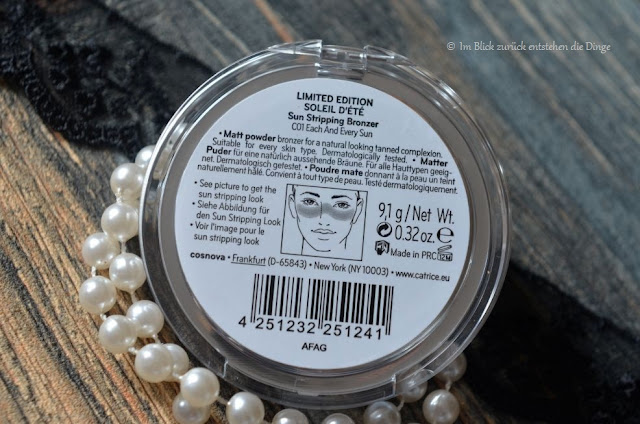 © Im Blick zurück entstehen die Dinge
LIMITED EDITION
SOLEIL D'ÉTÉ
Sun Stripping Bronzer
C01 Each And Every Sun
• Matt powder bronzer for a natural looking tanned complexion.
Suitable for every skin type. Dermatologically tested. • Matter
Puder für eine natürlich aussehende Bräune. Für alle Hauttypen geeig-
net. Dermatologisch getestet. • Poudre mate donnant à la peau un teint
naturellement hâlé. Convient à tout type de peau. Testé dermatologiquement.
• See picture to get the
sun stripping look
• Siehe Abbildung für
den Sun Stripping Look
• Voir l'image pour le
sun stripping look
9,1 g / Net Wt.
0.32 oz. e
Made in PRC 12M
cosnova • Frankfurt (D-65843) • New York (NY 10003) • www.catrice.eu
4 251232 251241
AFAG